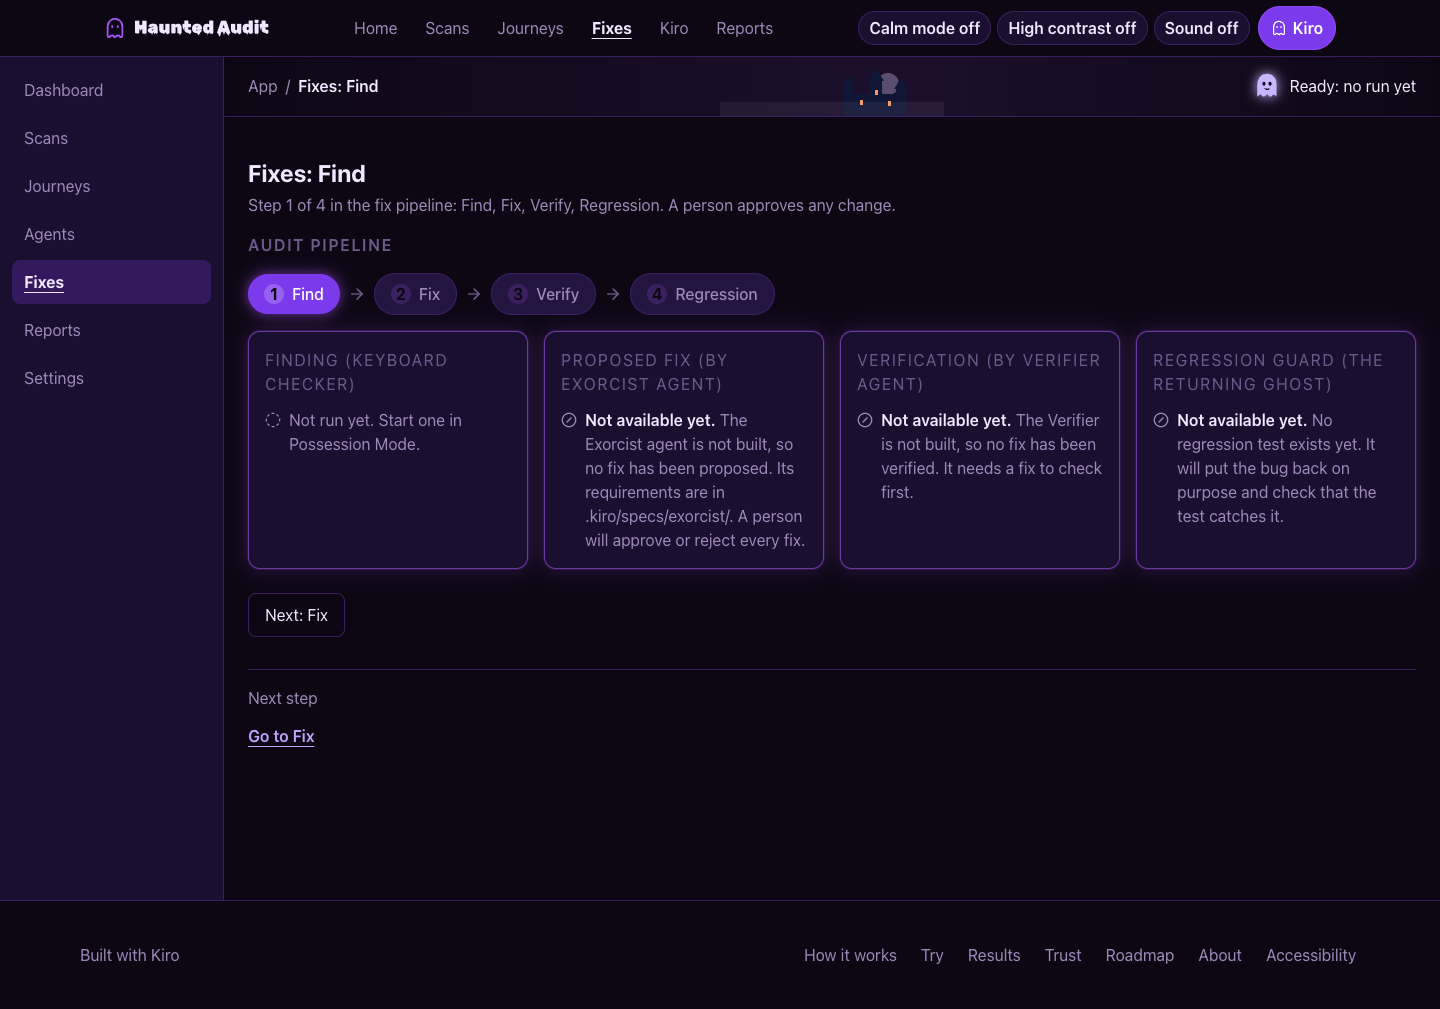 Haunted Audit
Home Scans Journeys Fixes Kiro Reports
Calm mode off High contrast off Sound off Kiro
Dashboard
Scans
Journeys
Agents
Fixes
Reports
Settings
App / Fixes: Find
Ready: no run yet
Fixes: Find
Step 1 of 4 in the fix pipeline: Find, Fix, Verify, Regression. A person approves any change.
AUDIT PIPELINE
1 Find → 2 Fix → 3 Verify → 4 Regression
FINDING (KEYBOARD
CHECKER)
Not run yet. Start one in
Possession Mode.
PROPOSED FIX (BY
EXORCIST AGENT)
Not available yet. The
Exorcist agent is not built, so
no fix has been proposed. Its
requirements are in
.kiro/specs/exorcist/. A person
will approve or reject every fix.
VERIFICATION (BY VERIFIER
AGENT)
Not available yet. The Verifier
is not built, so no fix has been
verified. It needs a fix to check
first.
REGRESSION GUARD (THE
RETURNING GHOST)
Not available yet. No
regression test exists yet. It
will put the bug back on
purpose and check that the
test catches it.
Next: Fix
Next step
Go to Fix
Built with Kiro
How it works Try Results Trust Roadmap About Accessibility